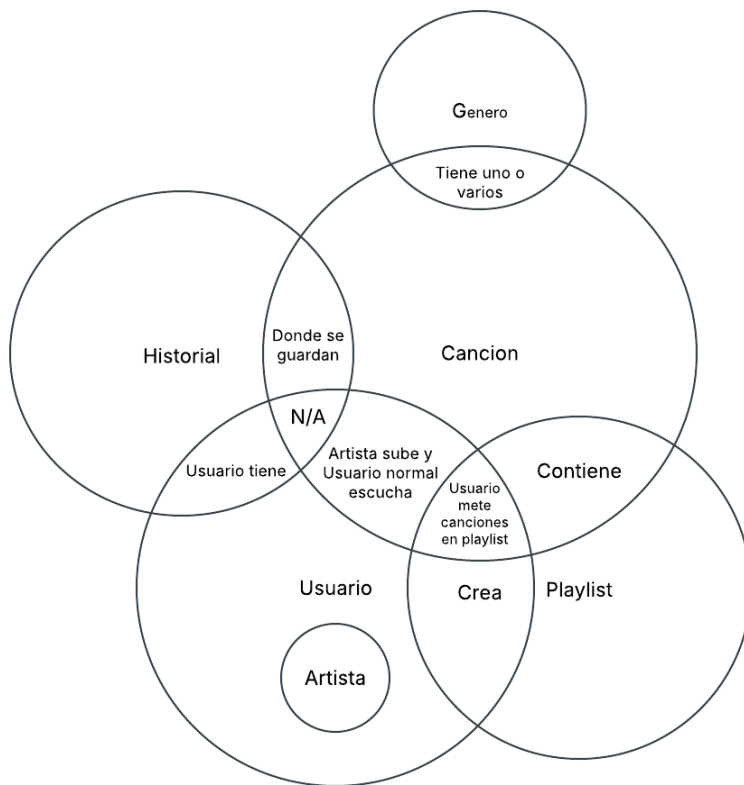 Genero
Tiene uno o
varios
Donde se
guardan
Historial
Cancion
N/A
Artista sube y
Usuario normal
escucha
Usuario tiene
Contiene
Usuario
mete
canciones
en playlist
Usuario
Crea
Playlist
Artista